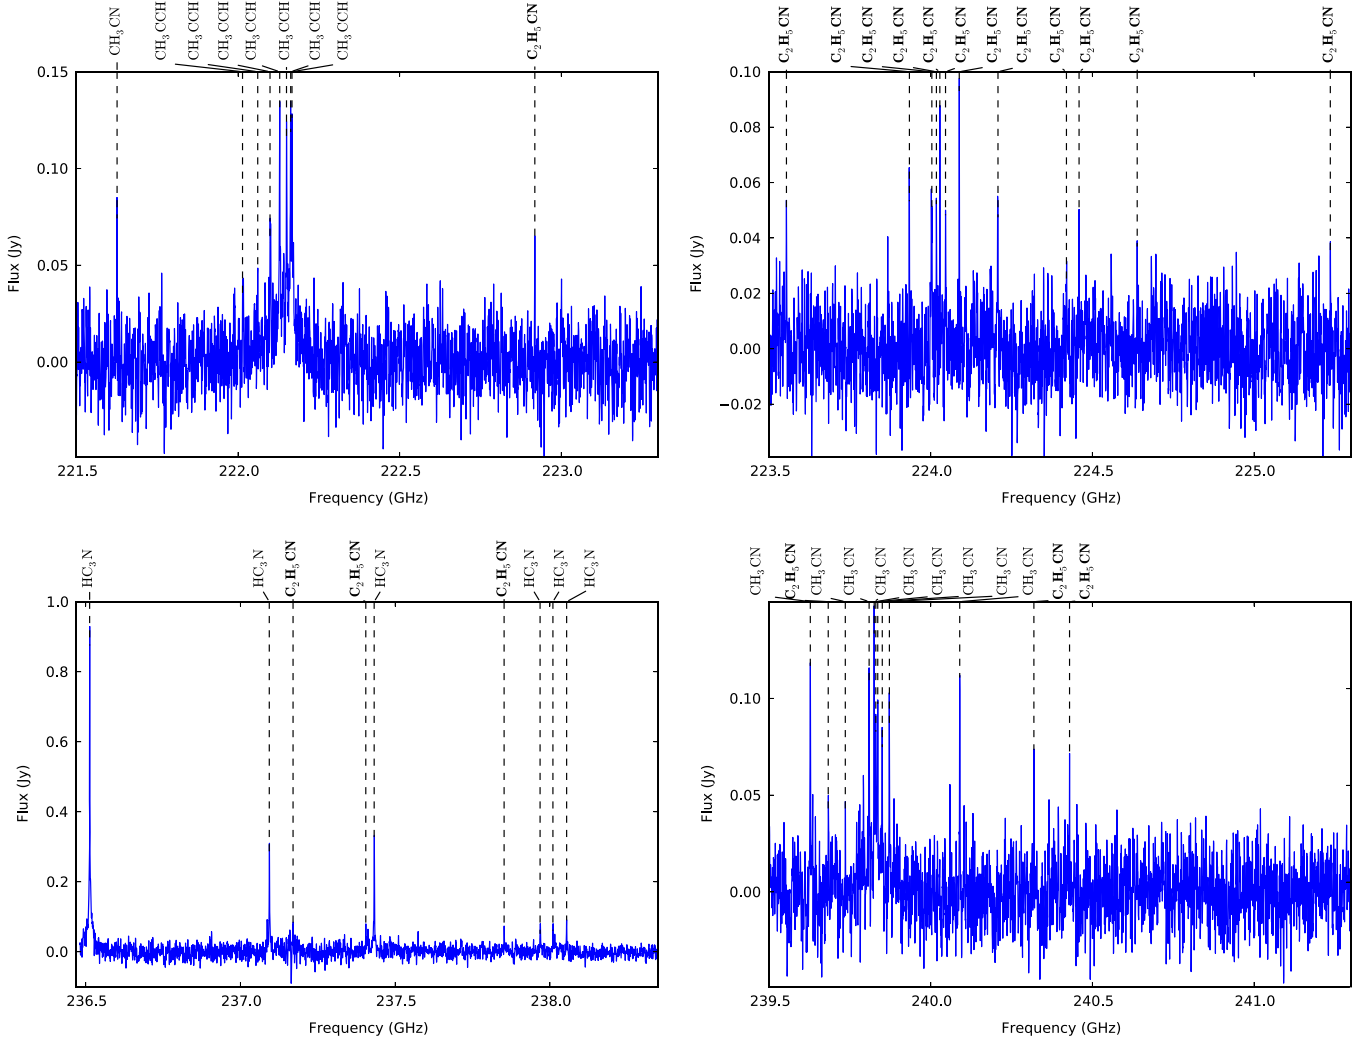 CH₃CN
CH₃CCH
CH₃CCH
CH₃CCH
CH₃CCH
CH₃CCH
CH₃CCH
CH₃CCH
C₂H₅CN
0.15
0.10
0.05
0.00
Flux (Jy)
221.5 222.0 222.5 223.0
Frequency (GHz)
C₂H₅CN
C₂H₅CN
C₂H₅CN
C₂H₅CN
C₂H₅CN
C₂H₅CN
C₂H₅CN
C₂H₅CN
C₂H₅CN
C₂H₅CN
C₂H₅CN
C₂H₅CN
0.10
0.08
0.06
0.04
0.02
0.00
−0.02
Flux (Jy)
223.5 224.0 224.5 225.0
Frequency (GHz)
HC₃N
HC₃N
C₂H₅CN
C₂H₅CN
HC₃N
C₂H₅CN
HC₃N
HC₃N
HC₃N
1.0
0.8
0.6
0.4
0.2
0.0
Flux (Jy)
236.5 237.0 237.5 238.0
Frequency (GHz)
CH₃CN
C₂H₅CN
CH₃CN
CH₃CN
CH₃CN
CH₃CN
CH₃CN
CH₃CN
CH₃CN
CH₃CN
C₂H₅CN
C₂H₅CN
0.10
0.05
0.00
Flux (Jy)
239.5 240.0 240.5 241.0
Frequency (GHz)